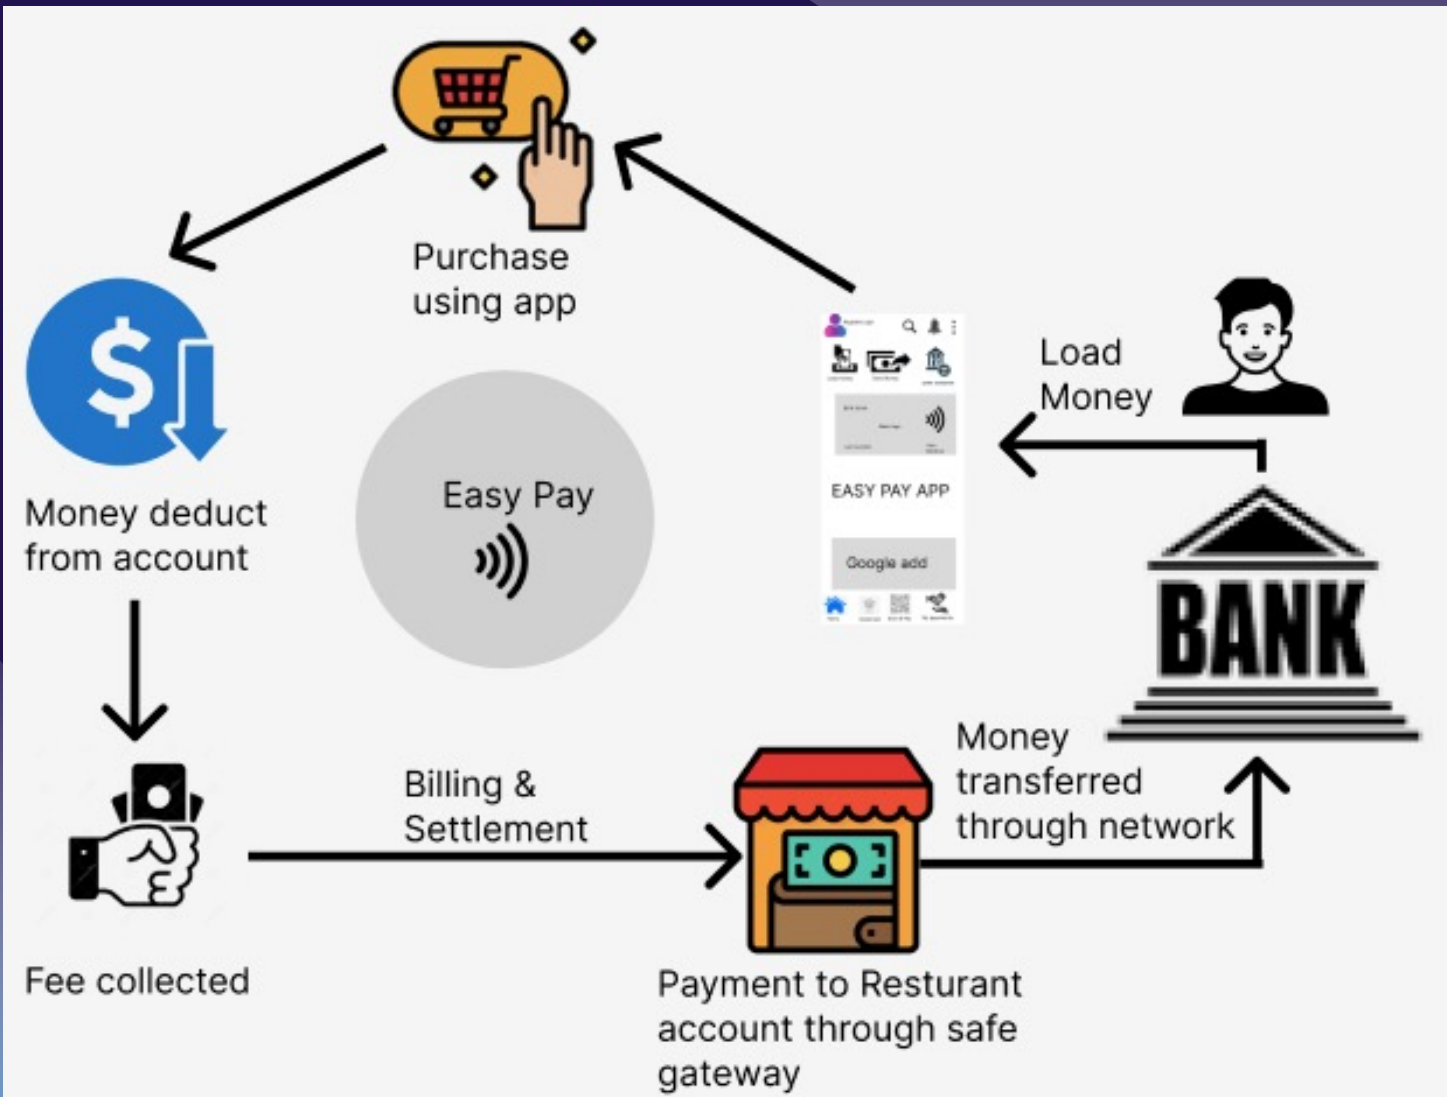 Purchase
using app
Load
Money
Easy Pay
EASY PAY APP
Google add
BANK
Money deduct
from account
Billing &
Settlement
Money
transferred
through network
Fee collected
Payment to Resturant
account through safe
gateway